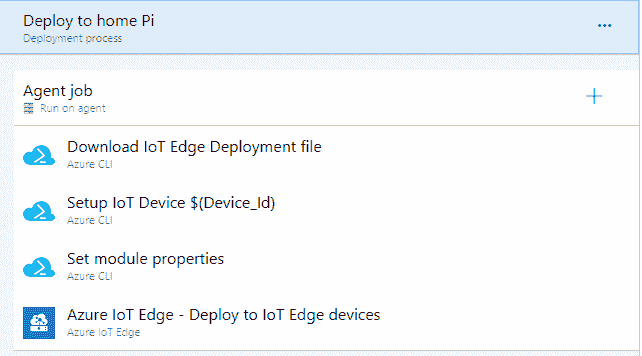 Deploy to home Pi
Deployment process
Agent job
Run on agent
Download IoT Edge Deployment file
Azure CLI
Setup IoT Device $(Device_Id)
Azure CLI
Set module properties
Azure CLI
Azure IoT Edge - Deploy to IoT Edge devices
Azure IoT Edge